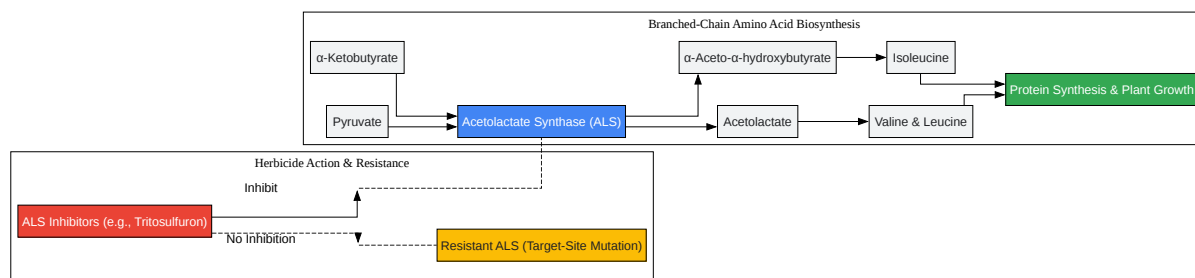 Branched-Chain Amino Acid Biosynthesis
α-Ketobutyrate
α-Aceto-α-hydroxybutyrate
Isoleucine
Protein Synthesis & Plant Growth
Pyruvate
Acetolactate Synthase (ALS)
Acetolactate
Valine & Leucine
Herbicide Action & Resistance
Inhibit
ALS Inhibitors (e.g., Tritosulfuron)
No Inhibition
Resistant ALS (Target-Site Mutation)